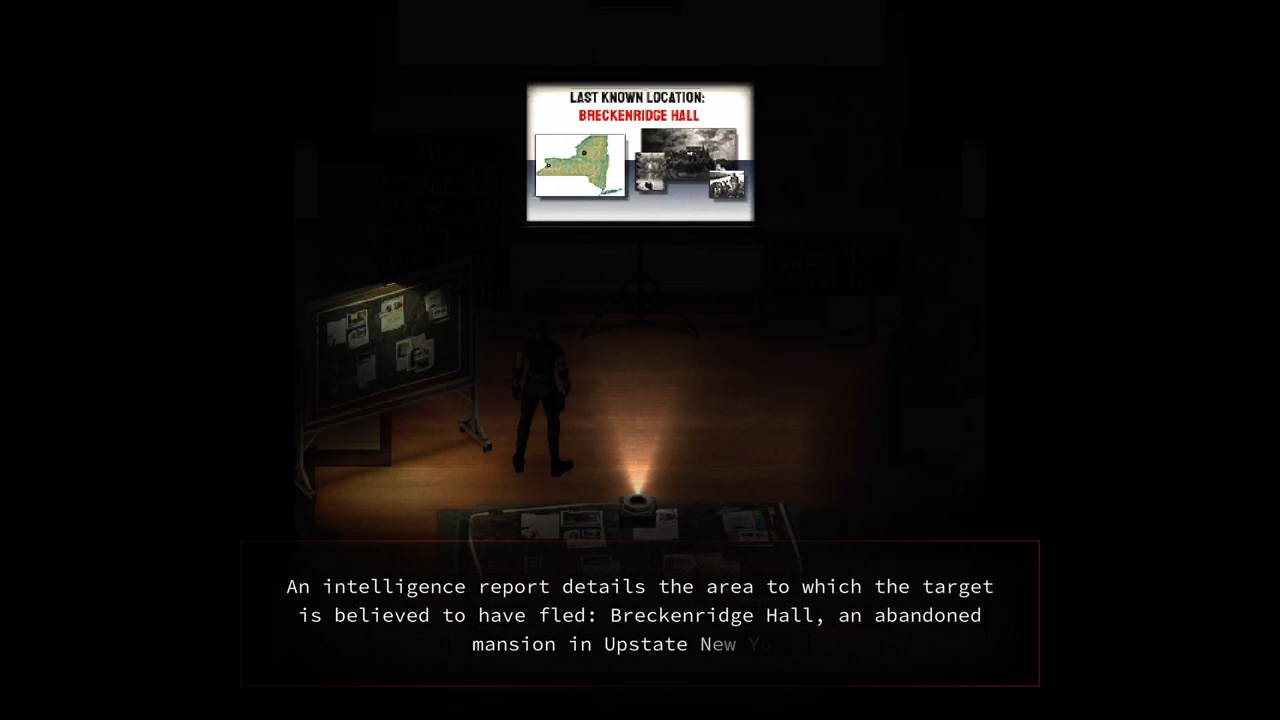 LAST KNOWN LOCATION:
BRECKENRIDGE HALL
An intelligence report details the area to which the target
is believed to have fled: Breckenridge Hall, an abandoned
mansion in Upstate New Yo